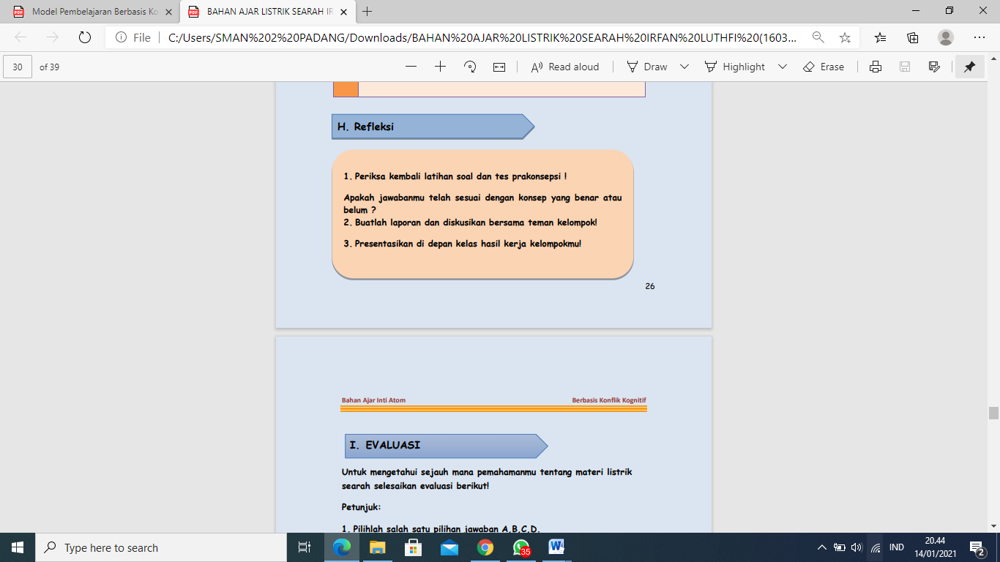 Model Pembelajaran Berbasis Ko
BAHAN AJAR LISTRIK SEARAH IR
File
C:/Users/SMAN%202%20PADANG/Downloads/BAHAN%20AJAR%20LISTRIK%20SEARAH%20IRFAN%20LUTHFI%20(1603...
30 of 39
Read aloud
Draw
Highlight
Erase
H. Refleksi
1. Periksa kembali latihan soal dan tes prakonsepsi !
Apakah jawabanmu telah sesuai dengan konsep yang benar atau
belum ?
2. Buatlah laporan dan diskusikan bersama teman kelompok!
3. Presentasikan di depan kelas hasil kerja kelompokmu!
26
Bahan Ajar Inti Atom
Berbasis Konflik Kognitif
I. EVALUASI
Untuk mengetahui sejauh mana pemahamanmu tentang materi listrik
searah selesaikan evaluasi berikut!
Petunjuk:
1. Pilihlah salah satu pilihan jawaban A,B,C,D.
Type here to search
35
IND
20.44
14/01/2021
2